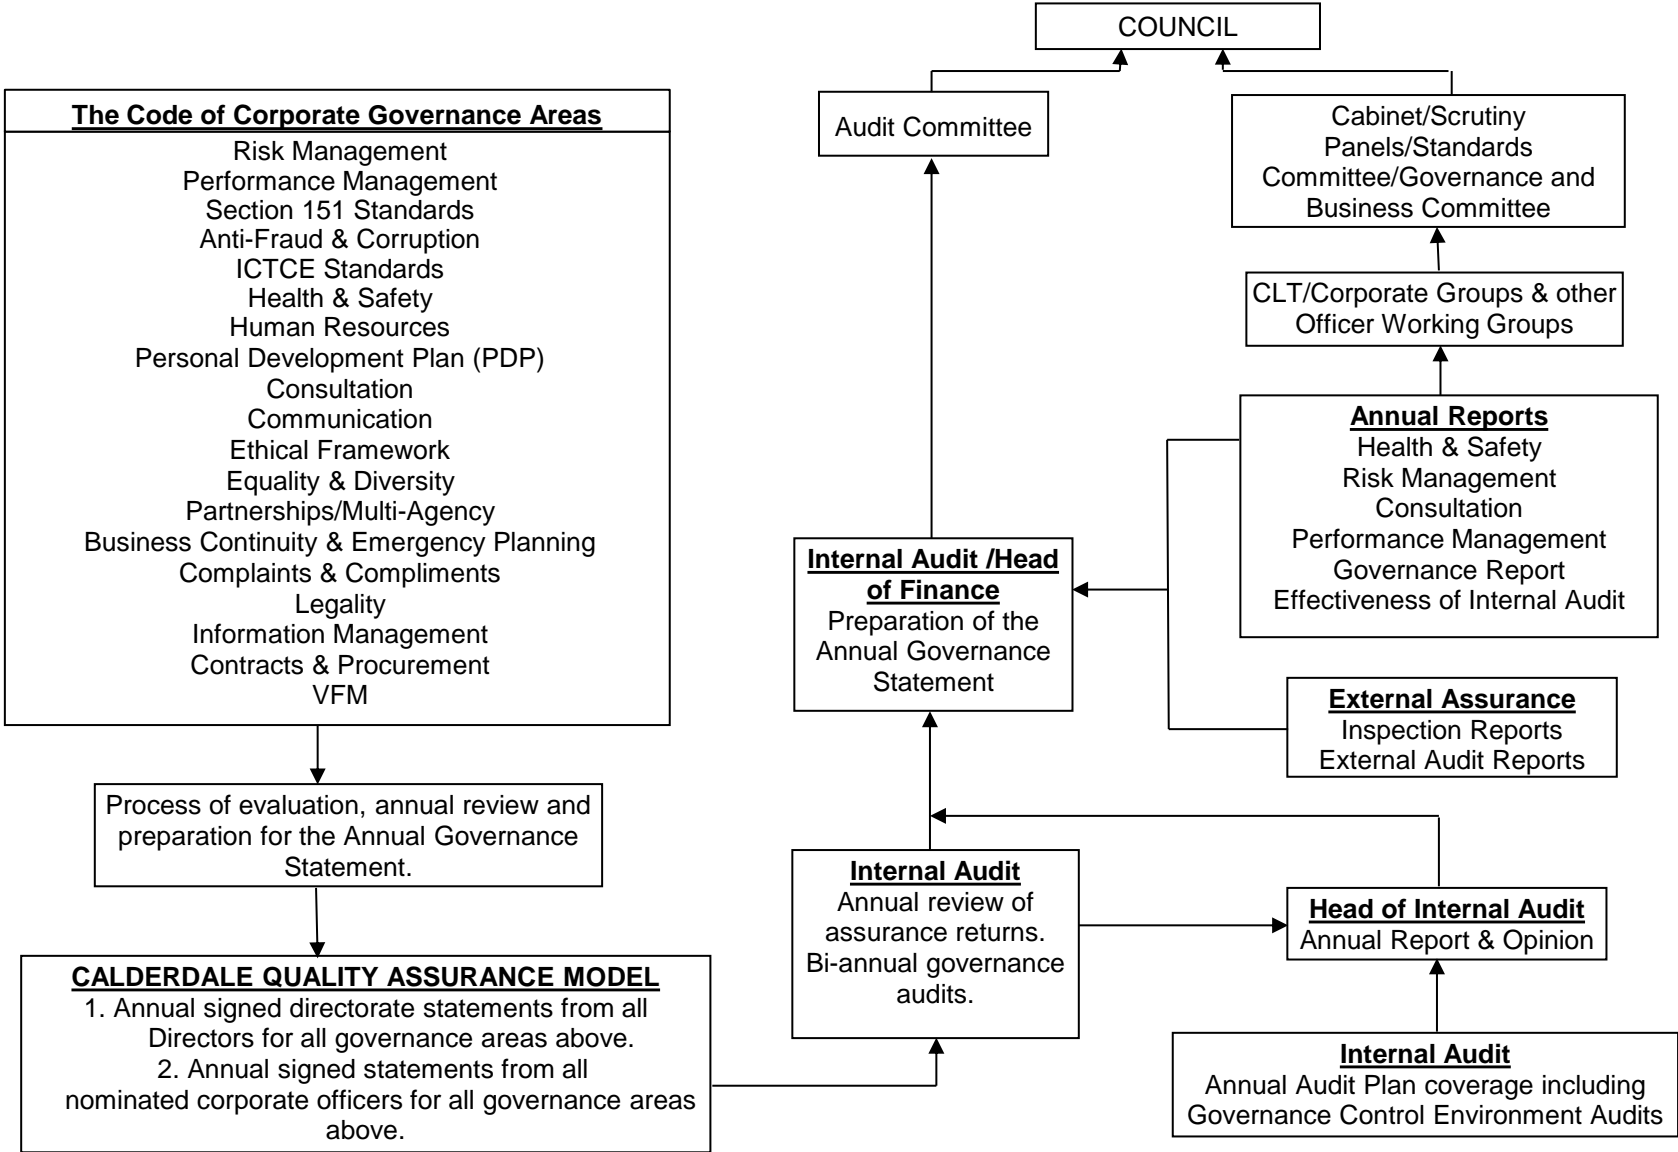 COUNCIL
The Code of Corporate Governance Areas
Risk Management
Performance Management
Section 151 Standards
Anti-Fraud & Corruption
ICTCE Standards
Health & Safety
Human Resources
Personal Development Plan (PDP)
Consultation
Communication
Ethical Framework
Equality & Diversity
Partnerships/Multi-Agency
Business Continuity & Emergency Planning
Complaints & Compliments
Legality
Information Management
Contracts & Procurement
VFM
Process of evaluation, annual review and
preparation for the Annual Governance
Statement.
CALDERDALE QUALITY ASSURANCE MODEL
1. Annual signed directorate statements from all
Directors for all governance areas above.
2. Annual signed statements from all
nominated corporate officers for all governance areas
above.
Audit Committee
Internal Audit /Head
of Finance
Preparation of the
Annual Governance
Statement
Internal Audit
Annual review of
assurance returns.
Bi-annual governance
audits.
Cabinet/Scrutiny
Panels/Standards
Committee/Governance and
Business Committee
CLT/Corporate Groups & other
Officer Working Groups
Annual Reports
Health & Safety
Risk Management
Consultation
Performance Management
Governance Report
Effectiveness of Internal Audit
External Assurance
Inspection Reports
External Audit Reports
Head of Internal Audit
Annual Report & Opinion
Internal Audit
Annual Audit Plan coverage including
Governance Control Environment Audits